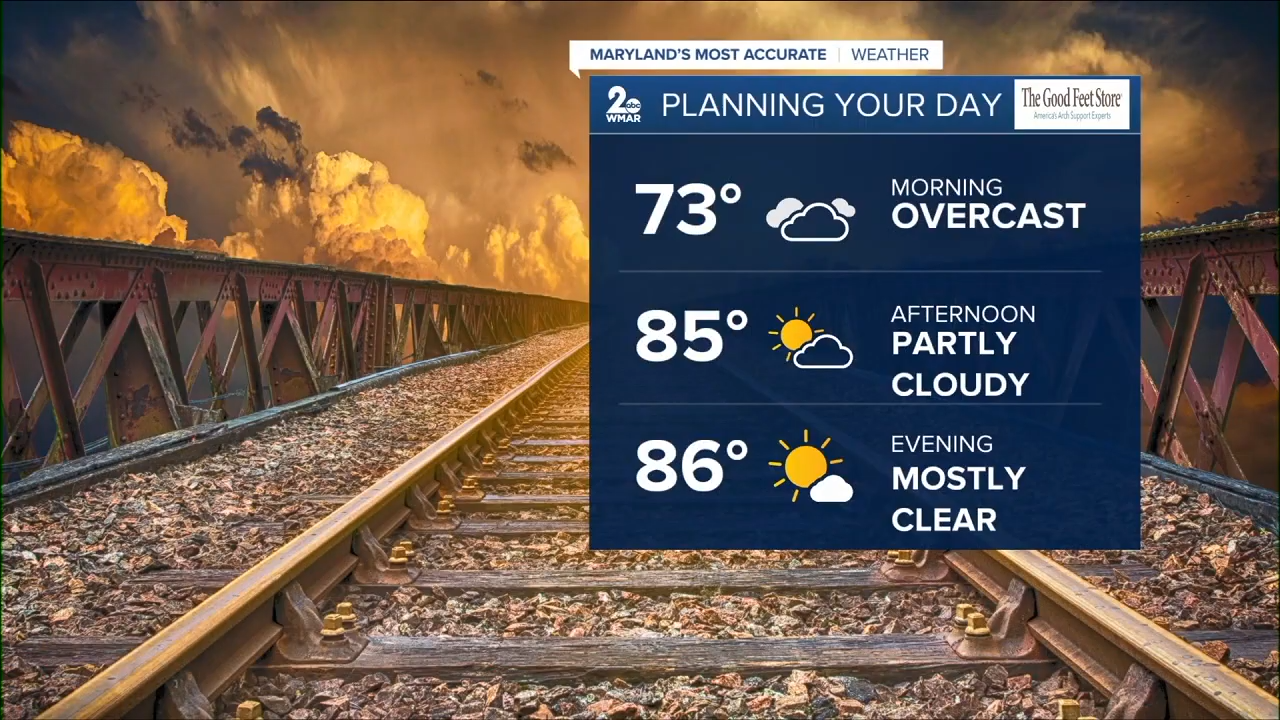 MARYLAND'S MOST ACCURATE | WEATHER
2 abc WMAR
PLANNING YOUR DAY
The Good Feet Store
America's Arch Support Experts
73°
MORNING
OVERCAST
85°
AFTERNOON
PARTLY
CLOUDY
86°
EVENING
MOSTLY
CLEAR